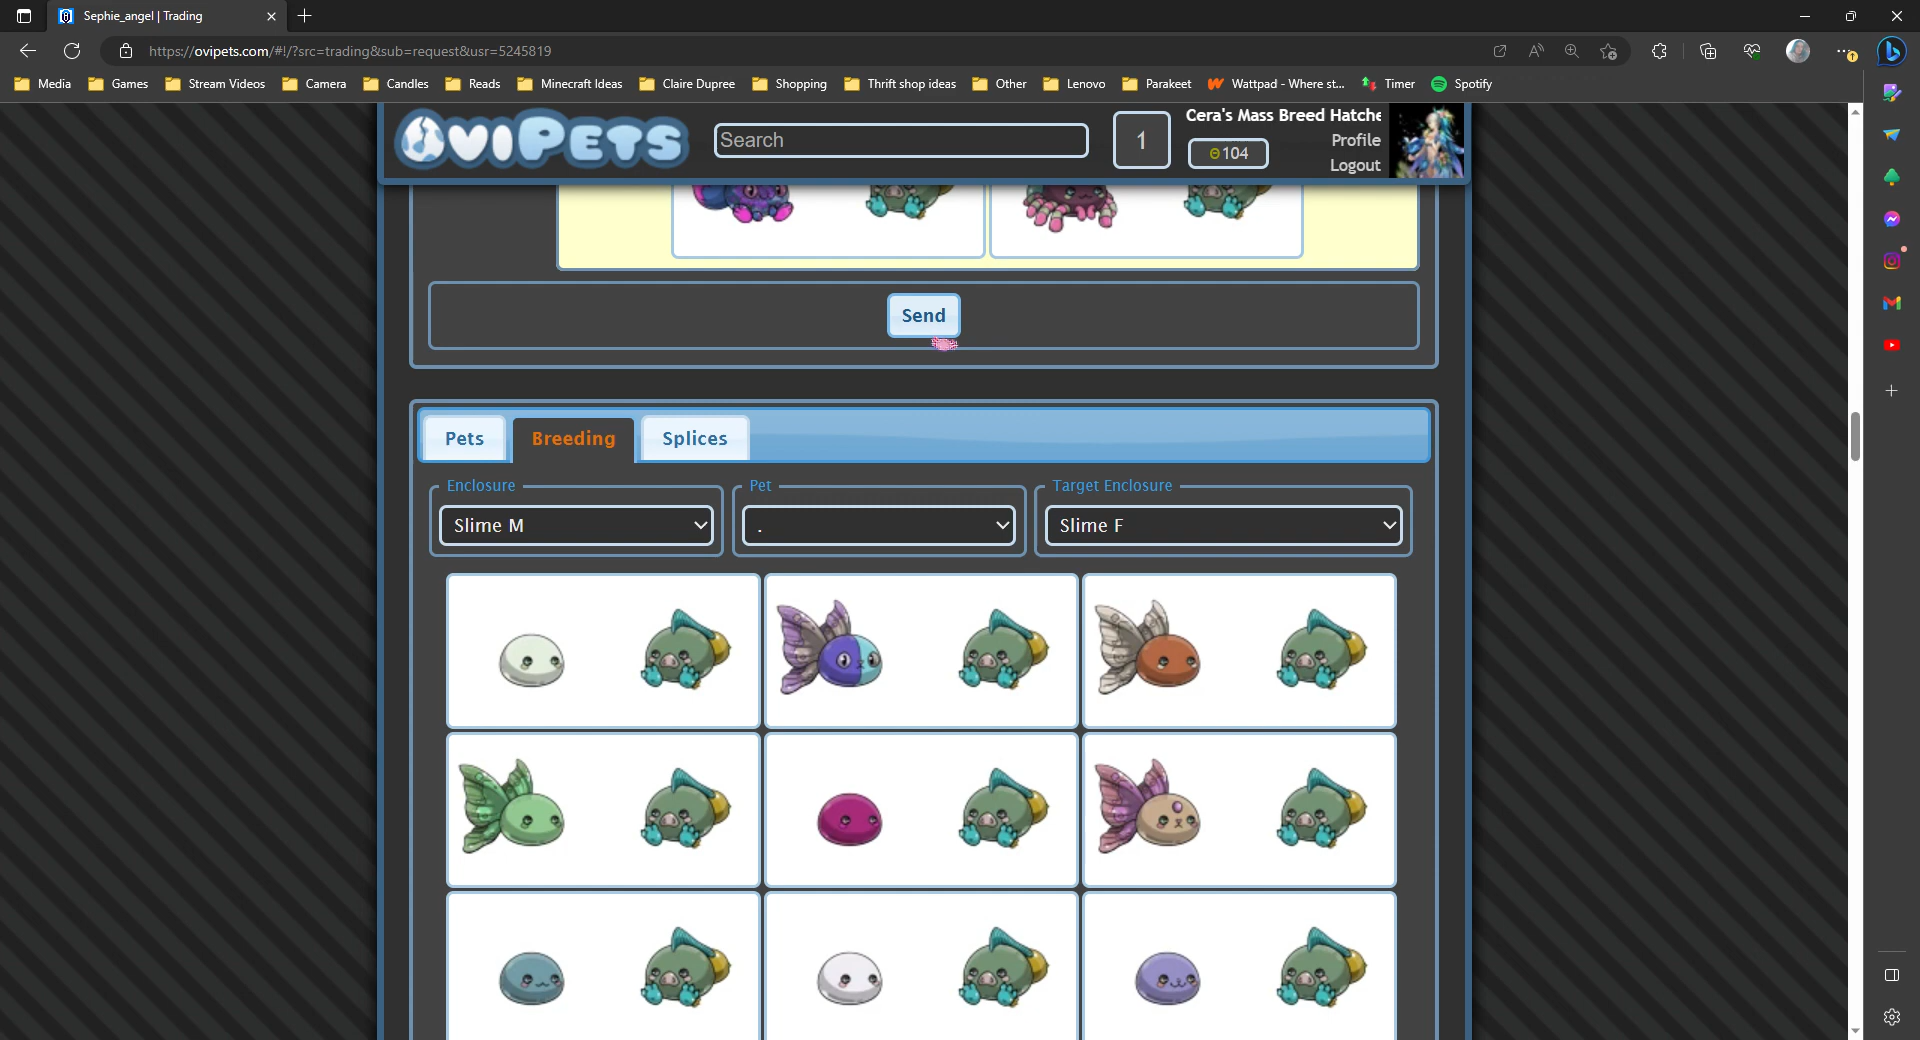 Sephie_angel | Trading
https://ovipets.com/#!/?src=trading&sub=request&usr=5245819
Media Games Stream Videos Camera Candles Reads Minecraft Ideas Claire Dupree Shopping Thrift shop ideas Other Lenovo Parakeet Wattpad - Where st... Timer Spotify
OviPets
Search
1
Cera's Mass Breed Hatche
104
Profile
Logout
Send
Pets Breeding Splices
Enclosure Pet Target Enclosure
Slime M . Slime F